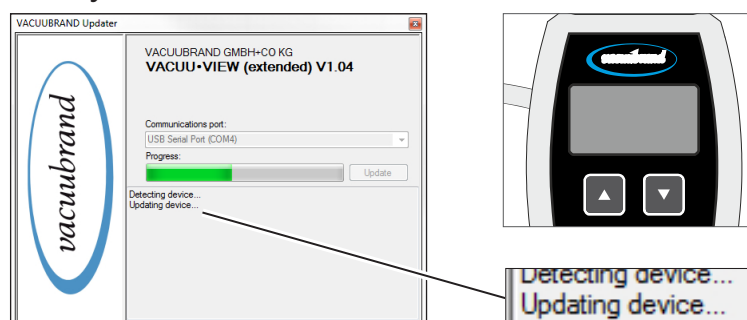 VACUUBRAND Updater
VACUUBRAND GMBH+CO KG
VACUU•VIEW (extended) V1.04
Communications port:
USB Serial Port (COM4)
Progress:
Update
Detecting device...
Updating device...
vacuubrand
vacuubrand
Detecting device...
Updating device...